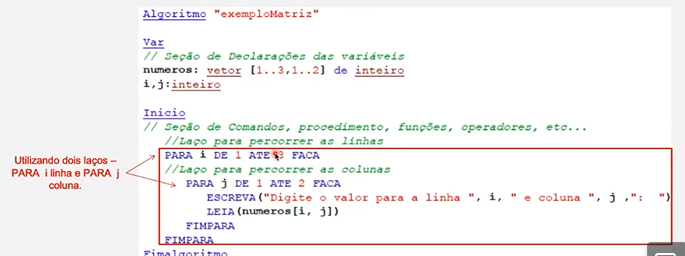 Algoritmo "exemploMatriz"
Var
// Seção de Declarações das variáveis
numeros: vetor [1..3,1..2] de inteiro
i,j:inteiro
Inicio
// Seção de Comandos, procedimento, funções, operadores, etc...
//Laço para percorrer as linhas
PARA i DE 1 ATE 3 FACA
//Laço para percorrer as colunas
PARA j DE 1 ATE 2 FACA
ESCREVA("Digite o valor para a linha ", i, " e coluna ", j ,": ")
LEIA(numeros[i, j])
FIMPARA
FIMPARA
Fimalgoritmo
Utilizando dois laços –
PARA i linha e PARA j
coluna.